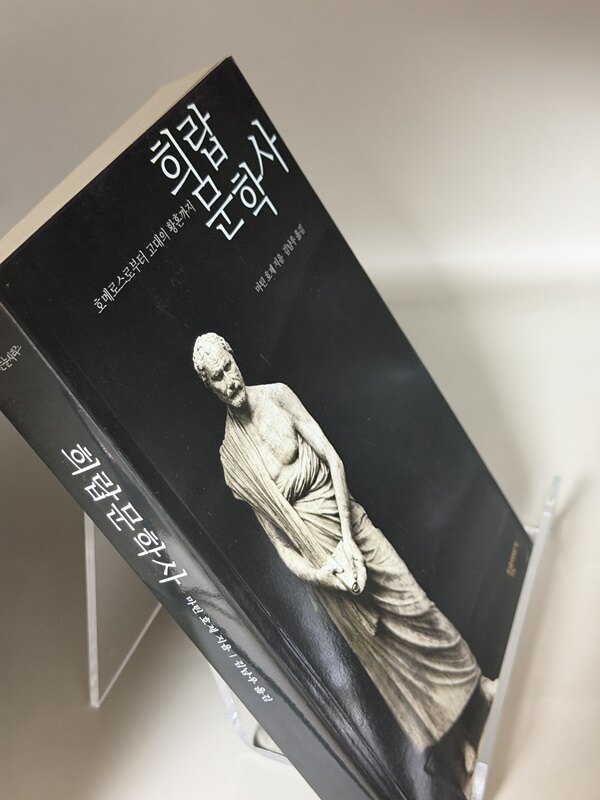 희랍
문학사
호메로스로부터 고대의 황혼까지
마틴 호제 지음 김남우 옮김
희랍문학사
마틴 호제 지음 | 김남우 옮김